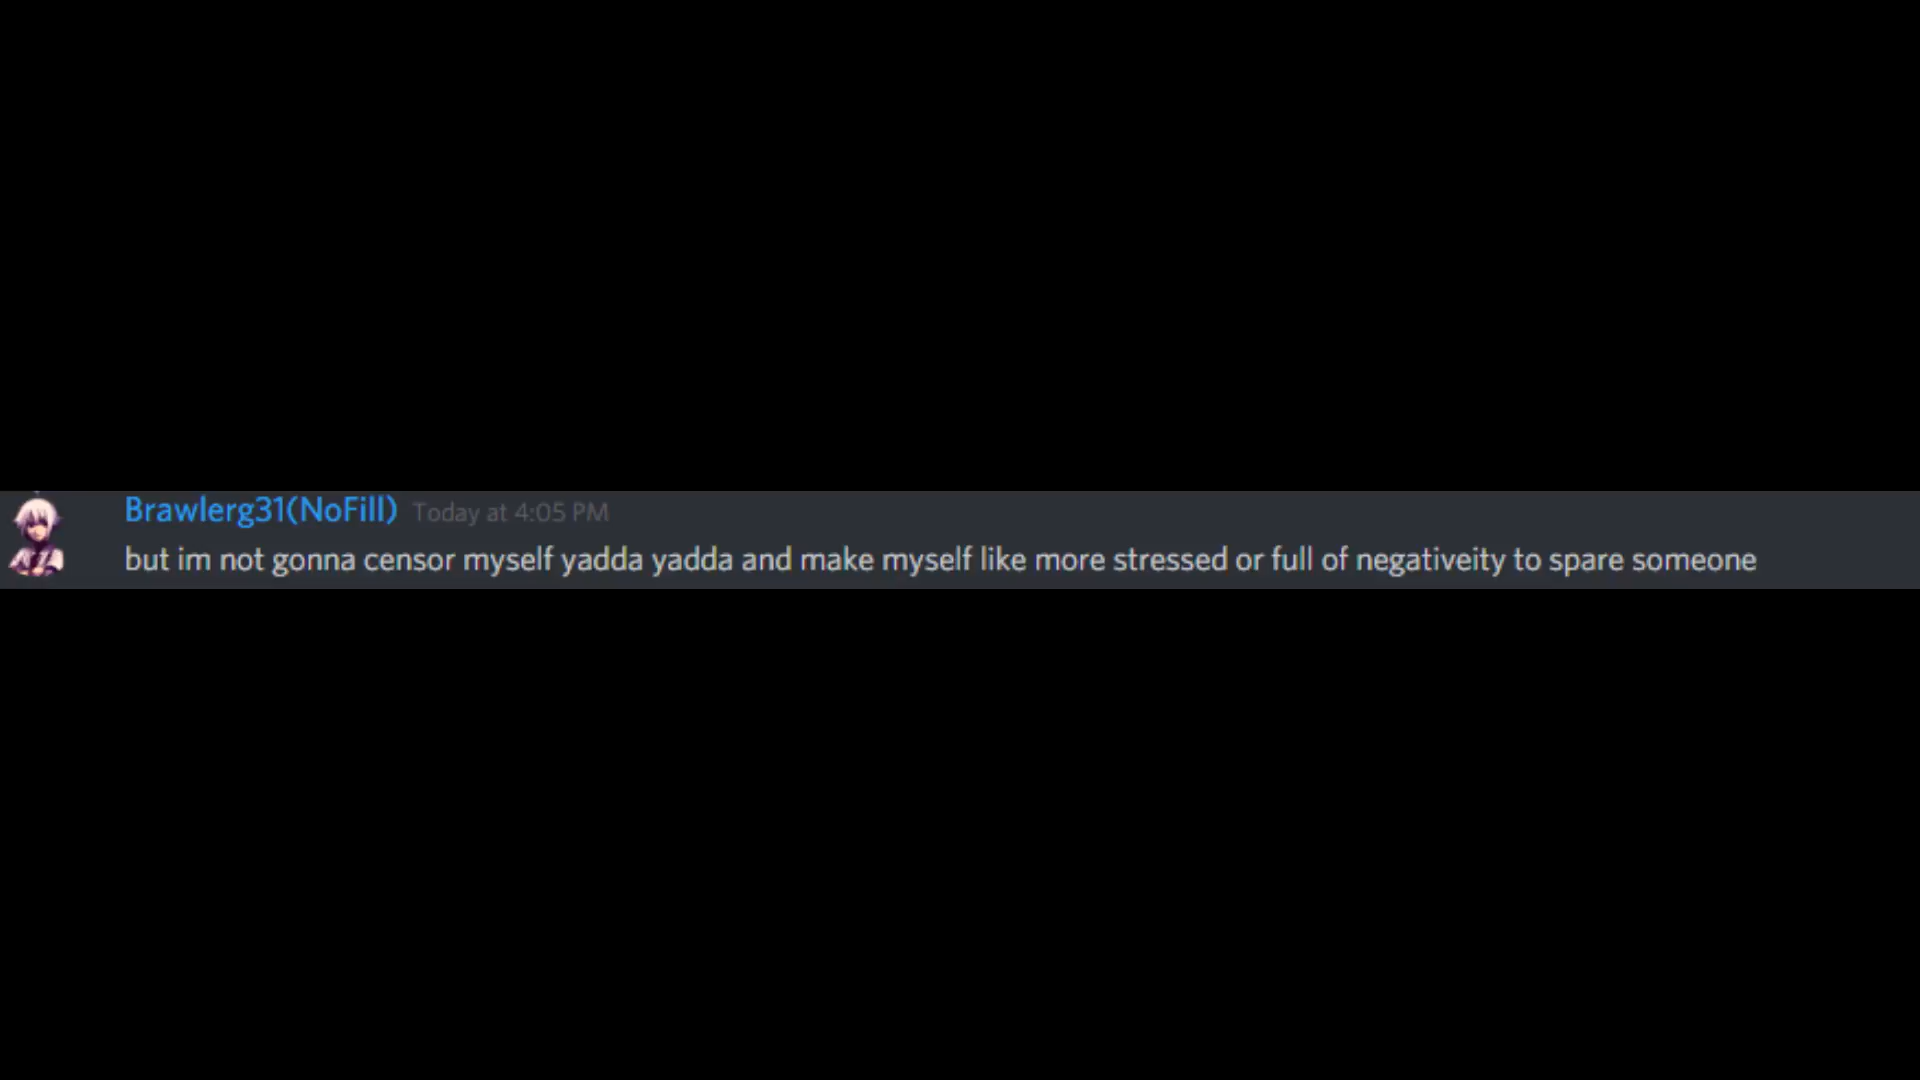 Brawlerg31(NoFill) Today at 4:05 PM
but im not gonna censor myself yadda yadda and make myself like more stressed or full of negativeity to spare someone